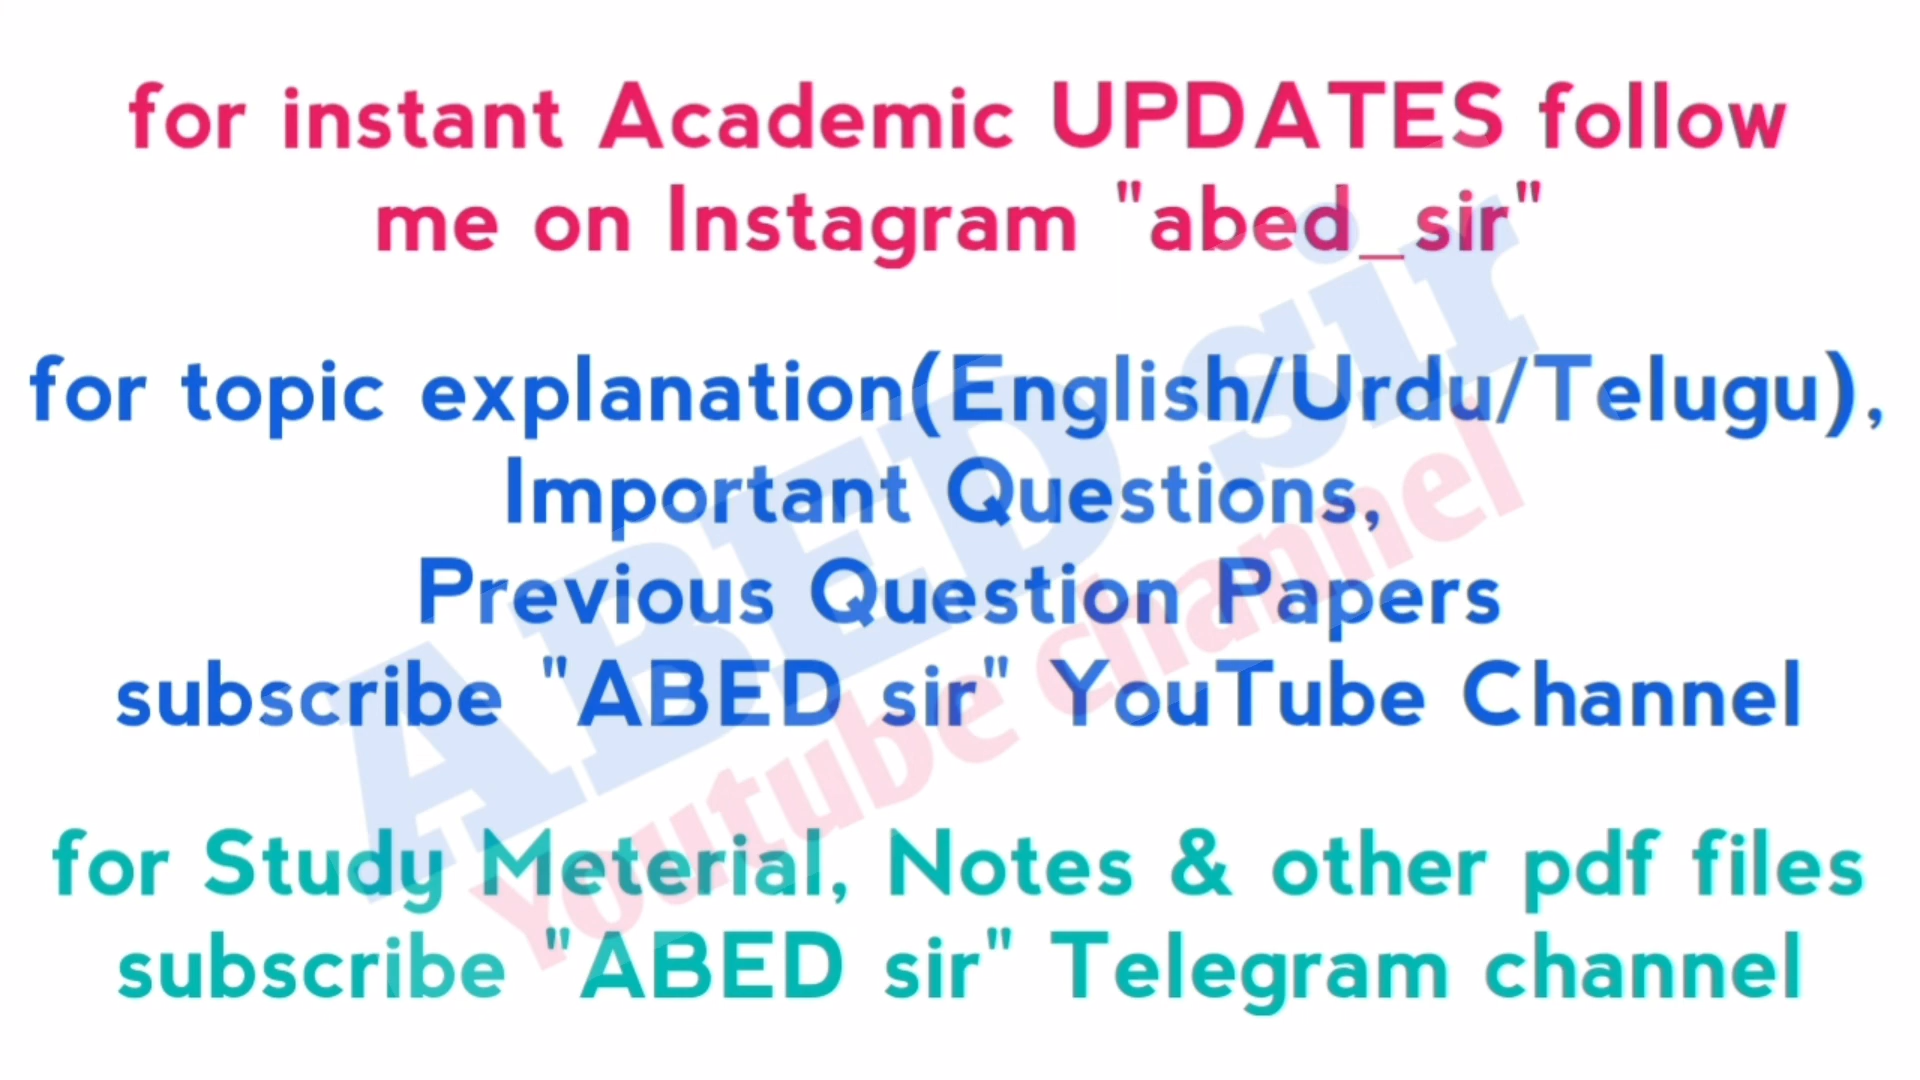 for instant Academic UPDATES follow
me on Instagram "abed_sir"
for topic explanation(English/Urdu/Telugu),
Important Questions,
Previous Question Papers
subscribe "ABED sir" YouTube Channel
for Study Meterial, Notes & other pdf files
subscribe "ABED sir" Telegram channel
ABED sir
Youtube channel